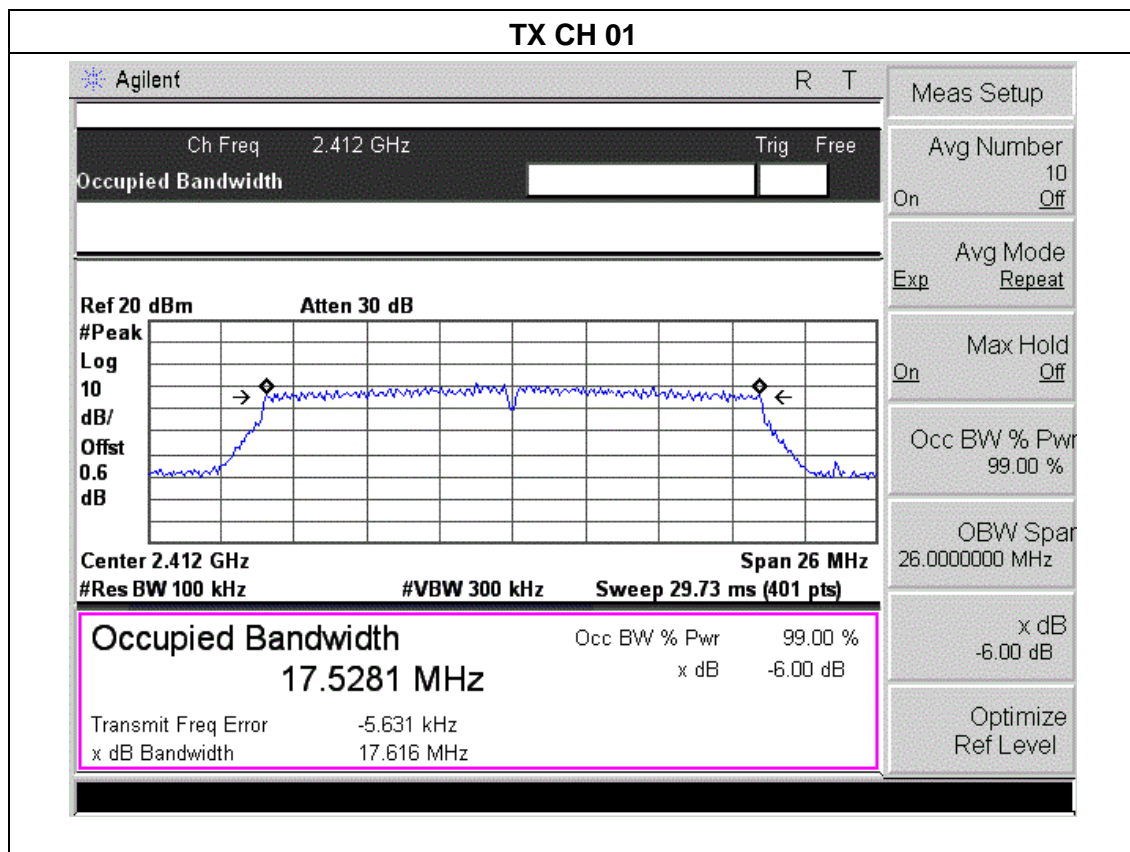 TX CH 01
Agilent R T
Meas Setup
Ch Freq 2.412 GHz Trig Free
Occupied Bandwidth
Avg Number
10
On Off
Avg Mode
Exp Repeat
Max Hold
On Off
Occ BW % Pwr
99.00 %
OBW Span
26.0000000 MHz
x dB
-6.00 dB
Optimize
Ref Level
Ref 20 dBm Atten 30 dB
#Peak
Log
10
dB/
Offst
0.6
dB
Center 2.412 GHz Span 26 MHz
#Res BW 100 kHz #VBW 300 kHz Sweep 29.73 ms (401 pts)
Occupied Bandwidth
17.5281 MHz
Occ BW % Pwr 99.00 %
x dB -6.00 dB
Transmit Freq Error -5.631 kHz
x dB Bandwidth 17.616 MHz